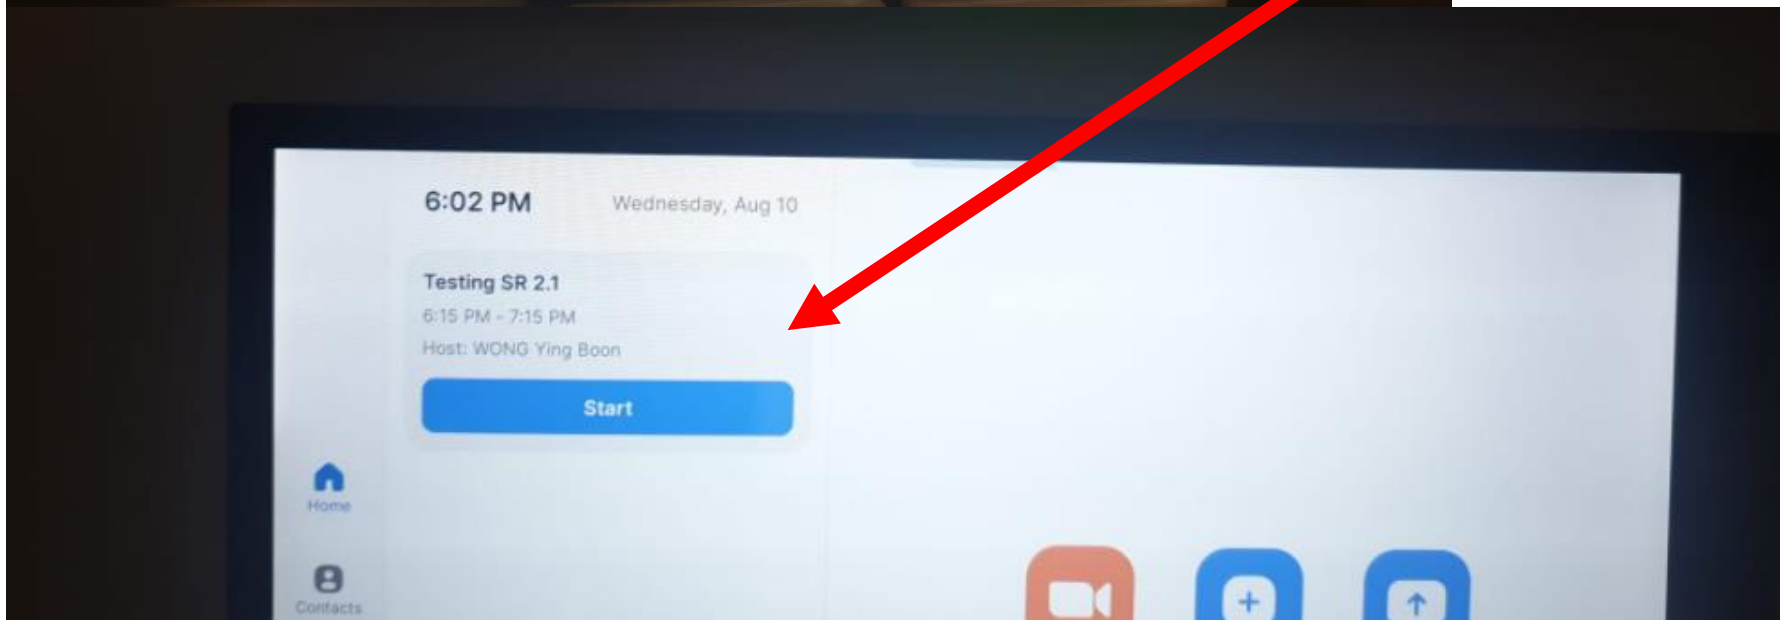 6:02 PM Wednesday, Aug 10
Testing SR 2.1
6:15 PM - 7:15 PM
Host: WONG Ying Boon
Start
Home
Contacts